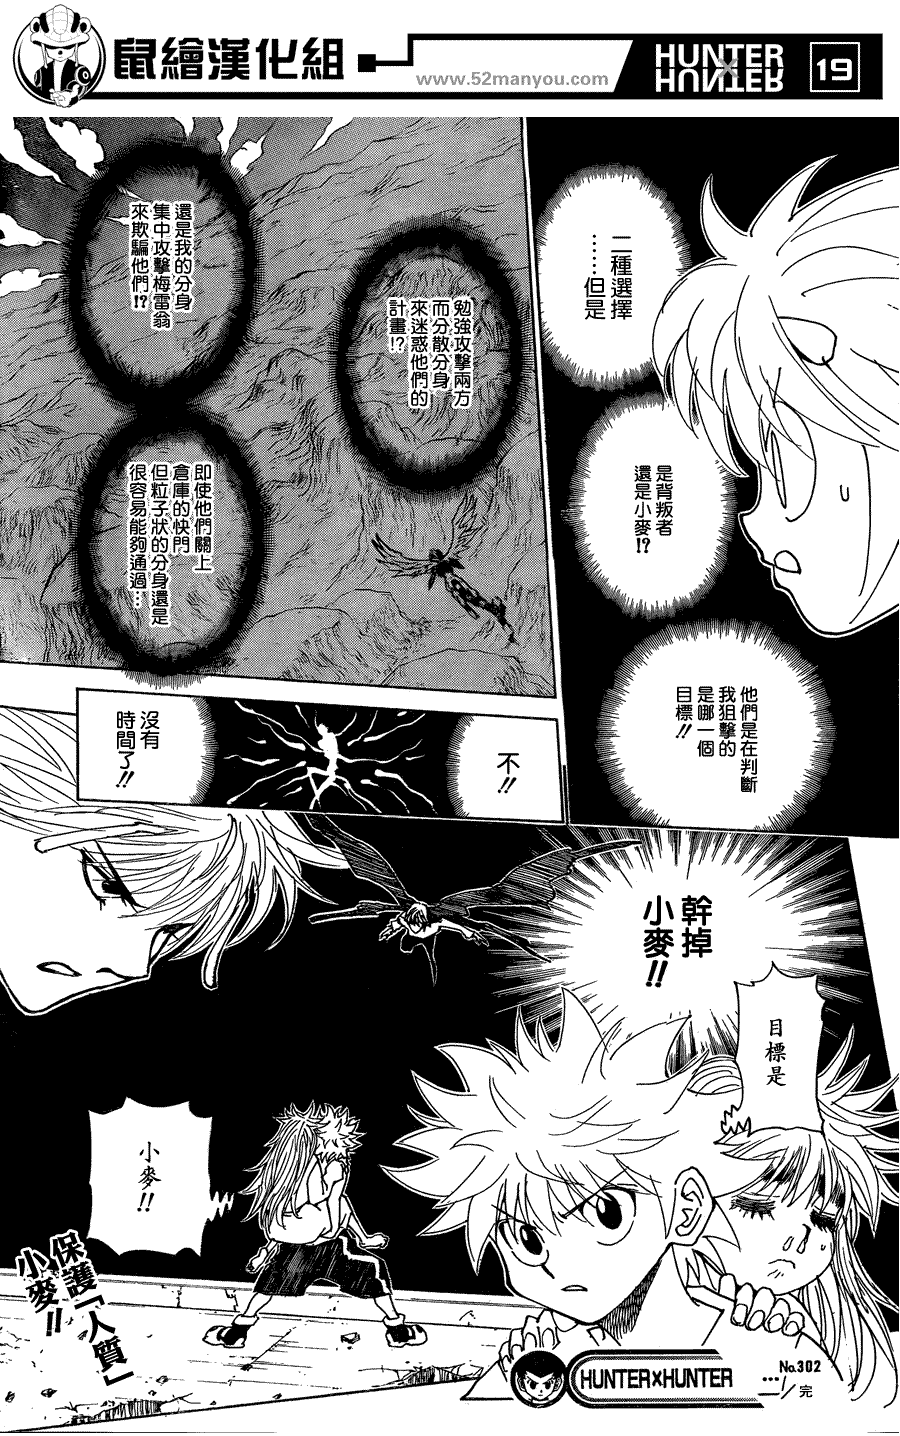 鼠繪漢化組
www.52manyou.com
HUNTER
HUNTER
19
二種選擇
……但是
是背叛者
還是小麥!?
他們是在判斷
我狙擊的
是哪一個
目標!!
勉強攻擊兩方
而分散分身
來迷惑他們的
計畫!?
還是我的分身
集中攻擊梅雷翁
來欺騙他們!?
即使他們關上
倉庫的快門
但粒子狀的分身還是
很容易能夠通過…
不!!
沒有
時間了!!
幹掉
小麥!!
目標是
小麥!!
保護「人質」
小麥!!
HUNTER×HUNTER
No.302
…/完